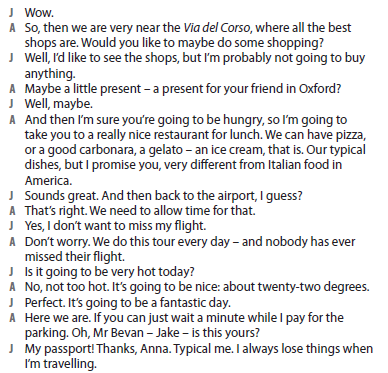 J Wow.
A So, then we are very near the Via del Corso, where all the best
shops are. Would you like to maybe do some shopping?
J Well, I'd like to see the shops, but I'm probably not going to buy
anything.
A Maybe a little present – a present for your friend in Oxford?
J Well, maybe.
A And then I'm sure you're going to be hungry, so I'm going to
take you to a really nice restaurant for lunch. We can have pizza,
or a good carbonara, a gelato – an ice cream, that is. Our typical
dishes, but I promise you, very different from Italian food in
America.
J Sounds great. And then back to the airport, I guess?
A That's right. We need to allow time for that.
J Yes, I don't want to miss my flight.
A Don't worry. We do this tour every day – and nobody has ever
missed their flight.
J Is it going to be very hot today?
A No, not too hot. It's going to be nice: about twenty-two degrees.
J Perfect. It's going to be a fantastic day.
A Here we are. If you can just wait a minute while I pay for the
parking. Oh, Mr Bevan – Jake – is this yours?
J My passport! Thanks, Anna. Typical me. I always lose things when
I'm travelling.